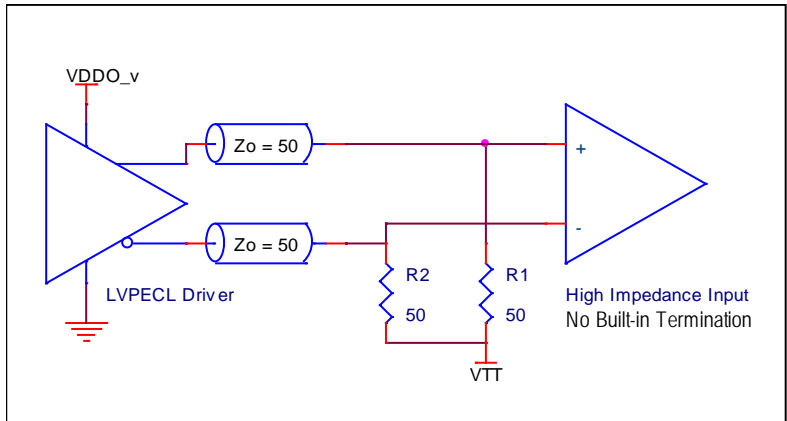 VDDO_v
Zo = 50
+
Zo = 50
-
R2
R1
LVPECL Driver
50
50
High Impedance Input
No Built-in Termination
VTT